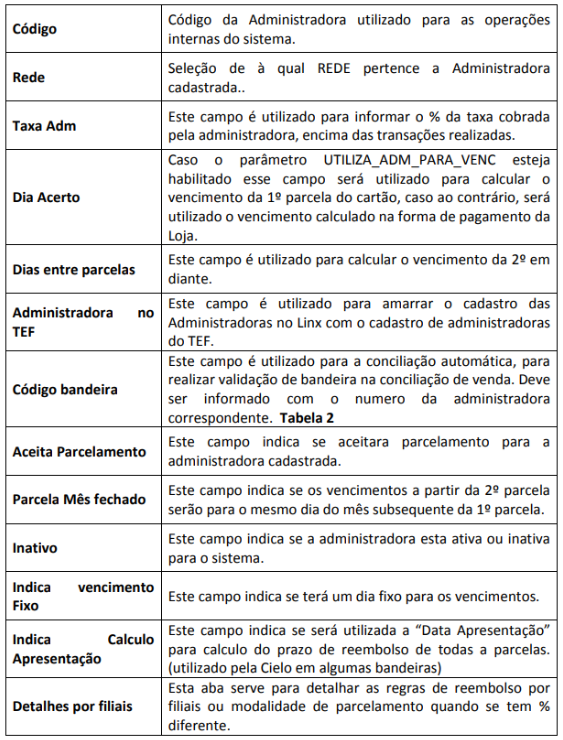 Código
Código da Administradora utilizado para as operações
internas do sistema.
Rede
Seleção de à qual REDE pertence a Administradora
cadastrada..
Taxa Adm
Este campo é utilizado para informar o % da taxa cobrada
pela administradora, encima das transações realizadas.
Dia Acerto
Caso o parâmetro UTILIZA_ADM_PARA_VENC esteja
habilitado esse campo será utilizado para calcular o
vencimento da 1º parcela do cartão, caso ao contrário, será
utilizado o vencimento calculado na forma de pagamento da
Loja.
Dias entre parcelas
Este campo é utilizado para calcular o vencimento da 2º em
diante.
Administradora no
TEF
Este campo é utilizado para amarrar o cadastro das
Administradoras no Linx com o cadastro de administradoras
do TEF.
Código bandeira
Este campo é utilizado para a conciliação automática, para
realizar validação de bandeira na conciliação de venda. Deve
ser informado com o numero da administradora
correspondente. Tabela 2
Aceita Parcelamento
Este campo indica se aceitara parcelamento para a
administradora cadastrada.
Parcela Mês fechado
Este campo indica se os vencimentos a partir da 2º parcela
serão para o mesmo dia do mês subsequente da 1º parcela.
Inativo
Este campo indica se a administradora esta ativa ou inativa
para o sistema.
Indica vencimento
Fixo
Este campo indica se terá um dia fixo para os vencimentos.
Indica Calculo
Apresentação
Este campo indica se será utilizada a “Data Apresentação”
para calculo do prazo de reembolso de todas a parcelas.
(utilizado pela Cielo em algumas bandeiras)
Detalhes por filiais
Esta aba serve para detalhar as regras de reembolso por
filiais ou modalidade de parcelamento quando se tem %
diferente.